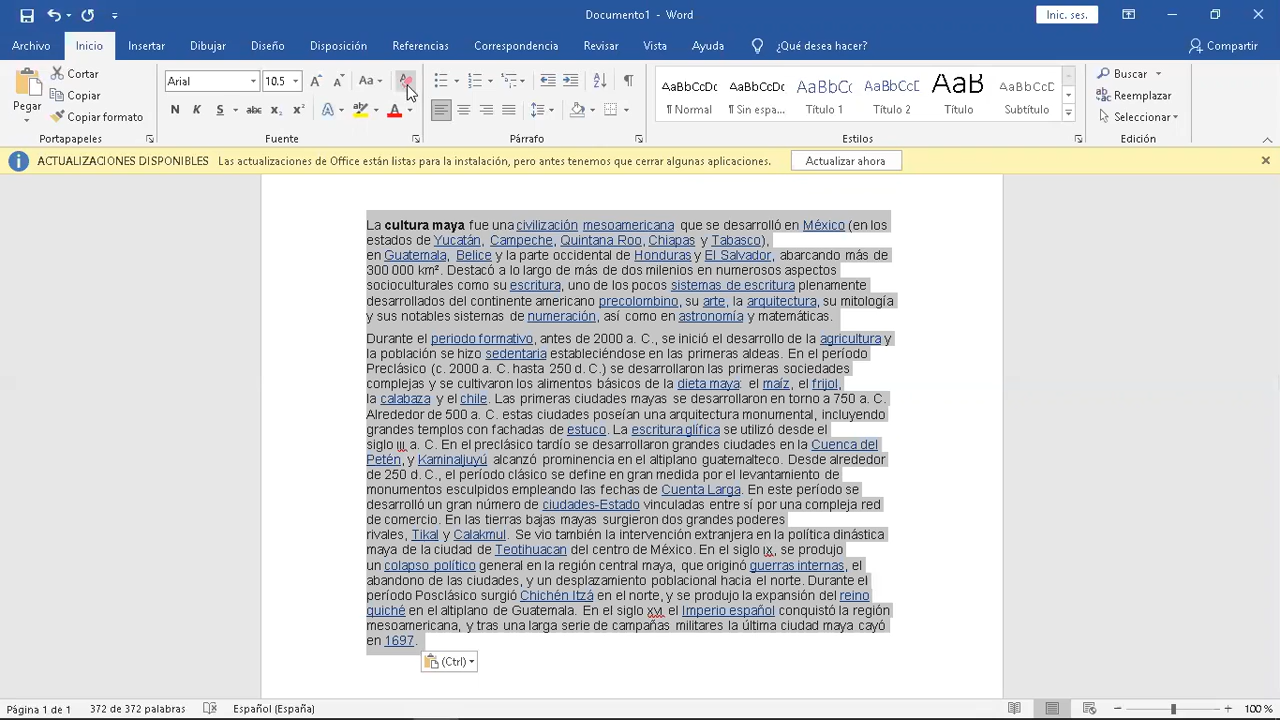 Documento1 - Word
Inic. ses.
Archivo Inicio Insertar Dibujar Diseño Disposición Referencias Correspondencia Revisar Vista Ayuda ¿Qué desea hacer? Compartir
Pegar
Cortar
Copiar
Copiar formato
Portapapeles
Arial 10.5 Aa
N K S abc x₂ x² A A
Fuente
Párrafo
AaBbCcDc AaBbCcDc AaBbC( AaBbCcC AaB AaBbCcD
¶ Normal ¶ Sin espa... Título 1 Título 2 Título Subtítulo
Estilos
Buscar
Reemplazar
Seleccionar
Edición
ACTUALIZACIONES DISPONIBLES Las actualizaciones de Office están listas para la instalación, pero antes tenemos que cerrar algunas aplicaciones. Actualizar ahora
La cultura maya fue una civilización mesoamericana que se desarrolló en México (en los
estados de Yucatán, Campeche, Quintana Roo, Chiapas y Tabasco),
en Guatemala, Belice y la parte occidental de Honduras y El Salvador, abarcando más de
300 000 km². Destacó a lo largo de más de dos milenios en numerosos aspectos
socioculturales como su escritura, uno de los pocos sistemas de escritura plenamente
desarrollados del continente americano precolombino, su arte, la arquitectura, su mitología
y sus notables sistemas de numeración, así como en astronomía y matemáticas.
Durante el periodo formativo, antes de 2000 a. C., se inició el desarrollo de la agricultura y
la población se hizo sedentaria estableciéndose en las primeras aldeas. En el período
Preclásico (c. 2000 a. C. hasta 250 d. C.) se desarrollaron las primeras sociedades
complejas y se cultivaron los alimentos básicos de la dieta maya: el maíz, el frijol,
la calabaza y el chile. Las primeras ciudades mayas se desarrollaron en torno a 750 a. C.
Alrededor de 500 a. C. estas ciudades poseían una arquitectura monumental, incluyendo
grandes templos con fachadas de estuco. La escritura glífica se utilizó desde el
siglo III a. C. En el preclásico tardío se desarrollaron grandes ciudades en la Cuenca del
Petén, y Kaminaljuyú alcanzó prominencia en el altiplano guatemalteco. Desde alrededor
de 250 d. C., el período clásico se define en gran medida por el levantamiento de
monumentos esculpidos empleando las fechas de Cuenta Larga. En este período se
desarrolló un gran número de ciudades-Estado vinculadas entre sí por una compleja red
de comercio. En las tierras bajas mayas surgieron dos grandes poderes
rivales, Tikal y Calakmul. Se vio también la intervención extranjera en la política dinástica
maya de la ciudad de Teotihuacan del centro de México. En el siglo IX, se produjo
un colapso político general en la región central maya, que originó guerras internas, el
abandono de las ciudades, y un desplazamiento poblacional hacia el norte. Durante el
período Posclásico surgió Chichén Itzá en el norte, y se produjo la expansión del reino
quiché en el altiplano de Guatemala. En el siglo XVI, el Imperio español conquistó la región
mesoamericana, y tras una larga serie de campañas militares la última ciudad maya cayó
en 1697.
(Ctrl)
Página 1 de 1 372 de 372 palabras Español (España) 100 %